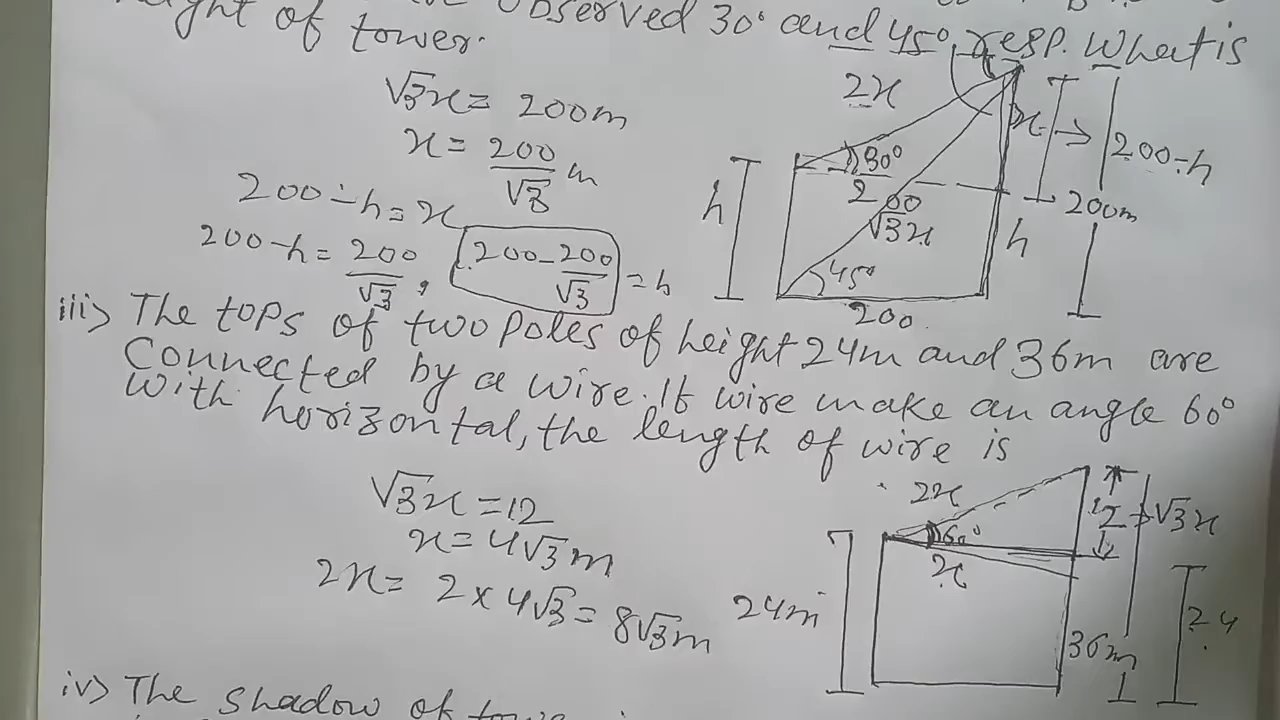 Observed 30° and 45°, resp. What is
height of tower.
√3x = 200m
x = 200/√3 m
200-h = x
200-h = 200/√3, 200-200/√3 = h
2x
30°
200
√3x
45°
200
h
h
x → 200-h
200m
iii) The tops of two poles of height 24m and 36m are
Connected by a wire. If wire make an angle 60°
with horizontal, the length of wire is
√3x = 12
x = 4√3m
2x = 2 × 4√3 = 8√3m
2x
60°
x
12 → √3x
24m
36m
24
iv) The shadow of